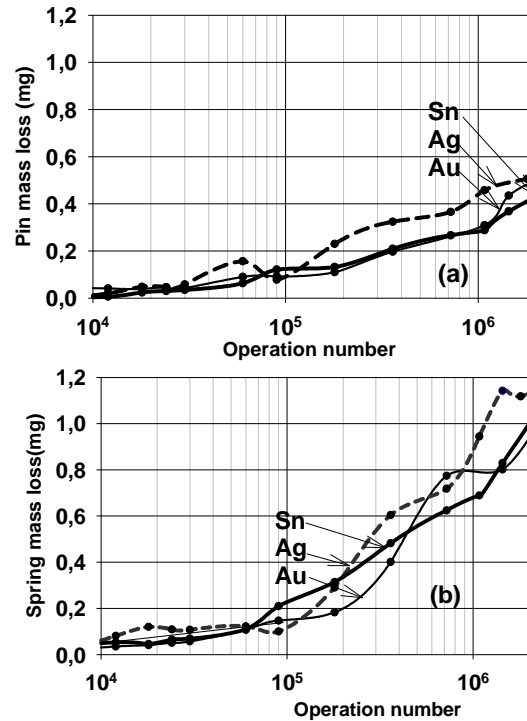 Pin mass loss (mg)
1,2
1,0
0,8
0,6
0,4
0,2
0,0
Sn
Ag
Au
(a)
10⁴ 10⁵ 10⁶
Operation number
Spring mass loss(mg)
1,2
1,0
0,8
0,6
0,4
0,2
0,0
Sn
Ag
Au
(b)
10⁴ 10⁵ 10⁶
Operation number